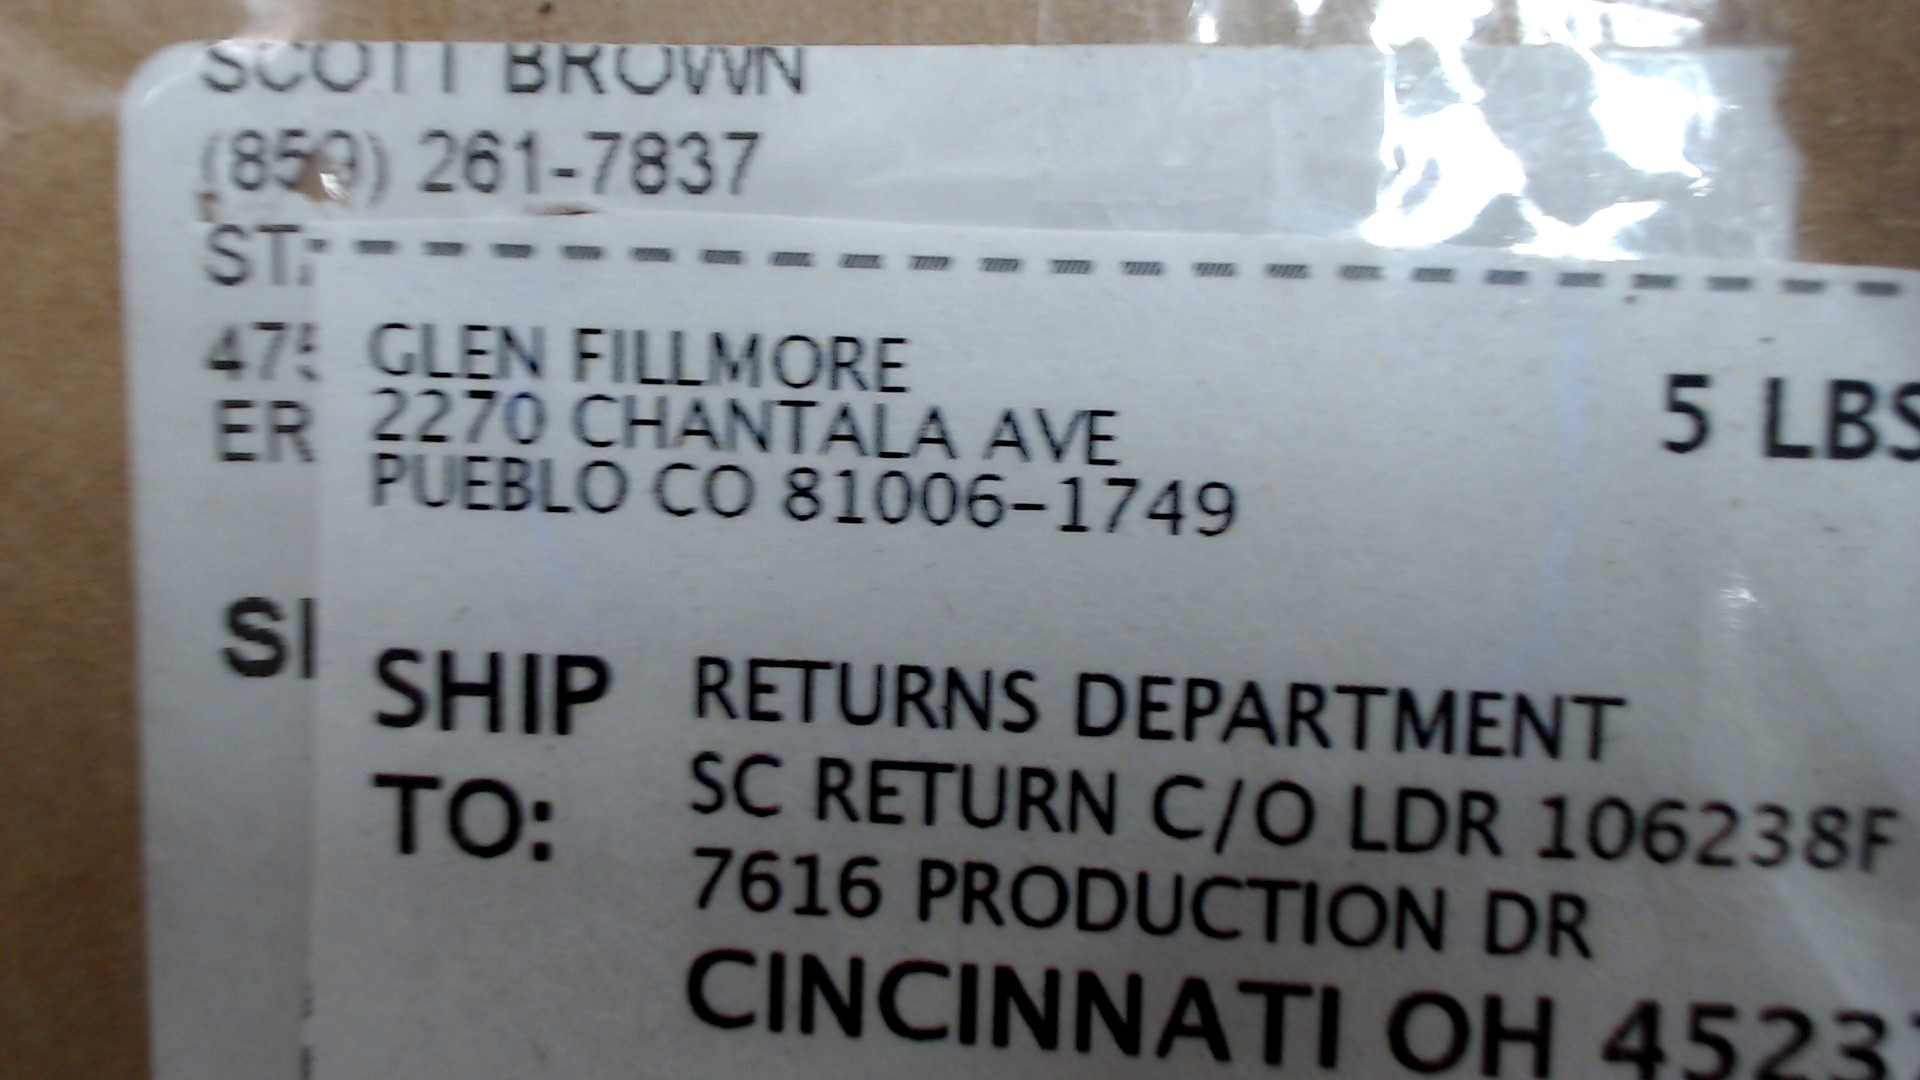 SCOTT BROWN
(859) 261-7837
GLEN FILLMORE
2270 CHANTALA AVE
PUEBLO CO 81006-1749
5 LBS
SHIP
TO:
RETURNS DEPARTMENT
SC RETURN C/O LDR 106238F
7616 PRODUCTION DR
CINCINNATI OH